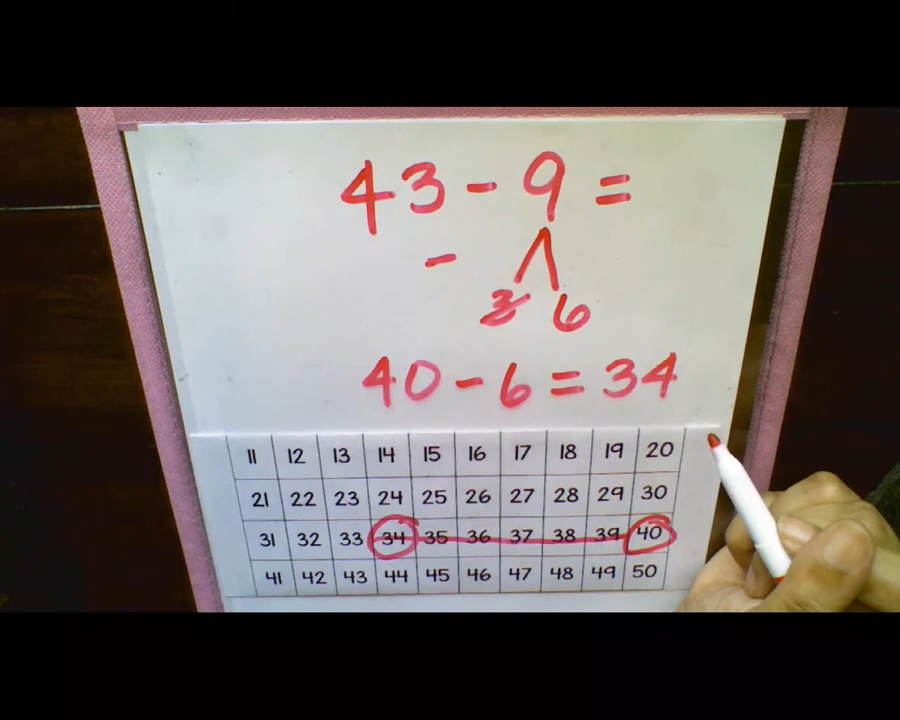 43 - 9 =
-
3 6
40 - 6 = 34
11 12 13 14 15 16 17 18 19 20
21 22 23 24 25 26 27 28 29 30
31 32 33 34 35 36 37 38 39 40
41 42 43 44 45 46 47 48 49 50